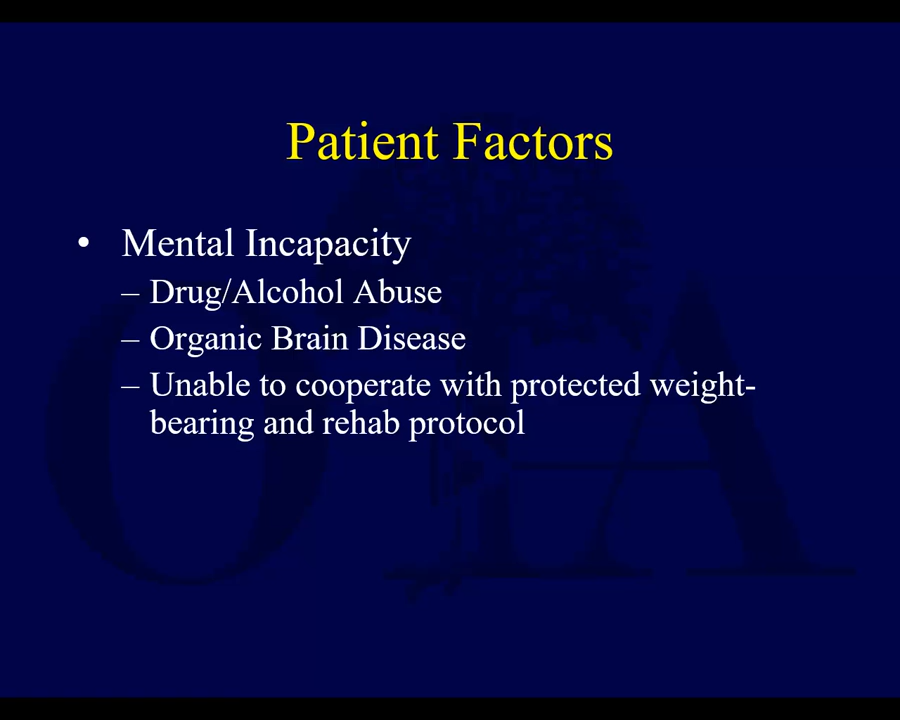 Patient Factors
• Mental Incapacity
– Drug/Alcohol Abuse
– Organic Brain Disease
– Unable to cooperate with protected weight-
bearing and rehab protocol
OTA